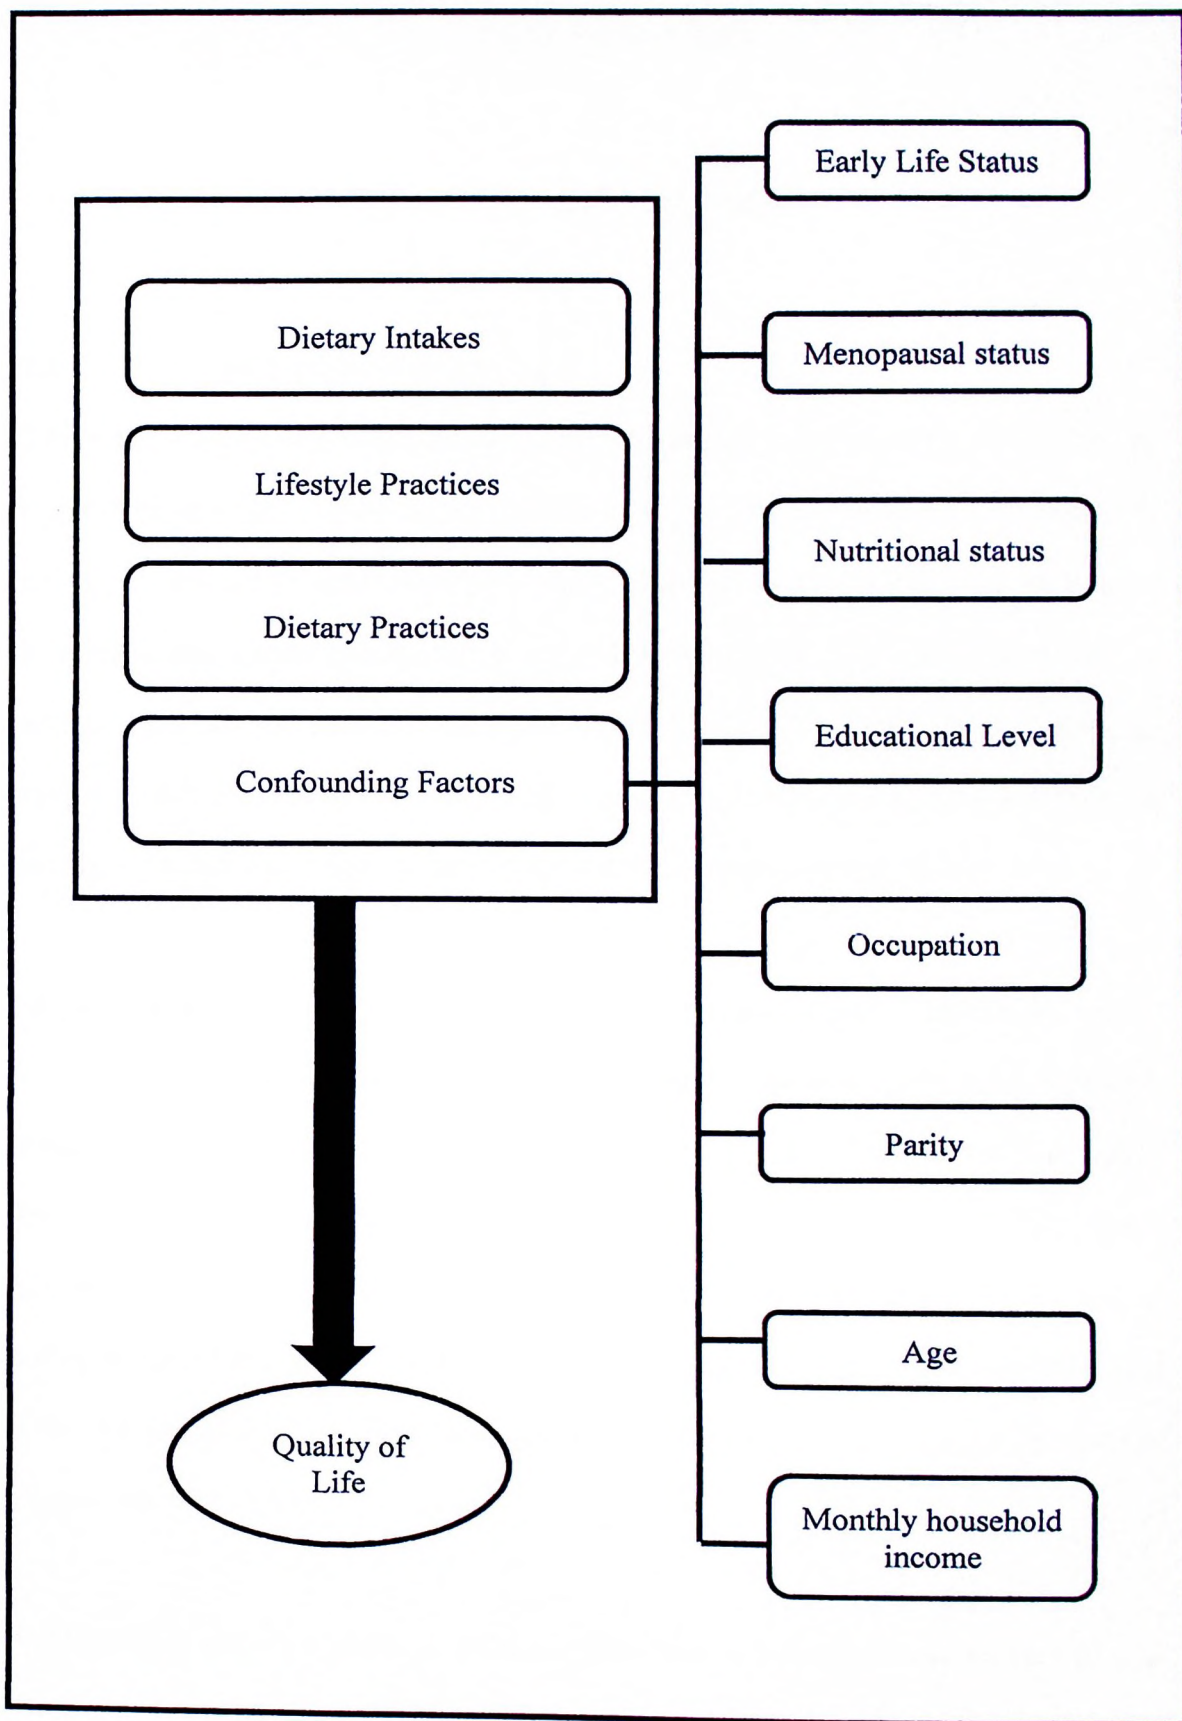 Dietary Intakes
Lifestyle Practices
Dietary Practices
Confounding Factors
Quality of
Life
Early Life Status
Menopausal status
Nutritional status
Educational Level
Occupation
Parity
Age
Monthly household
income